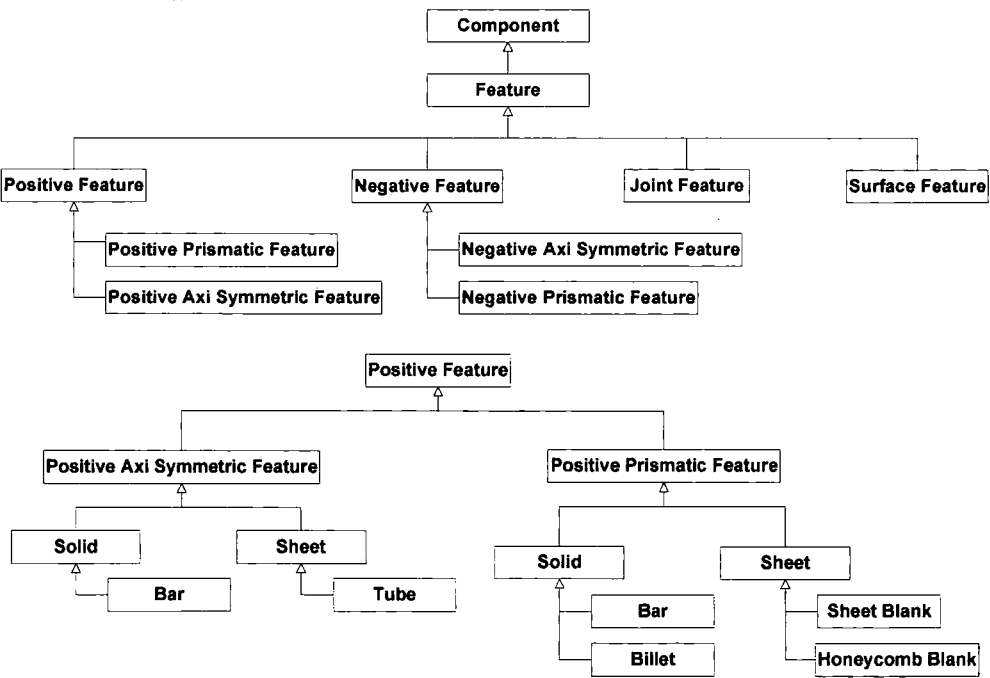 Component
Feature
Positive Feature
Negative Feature
Joint Feature
Surface Feature
Positive Prismatic Feature
Negative Axi Symmetric Feature
Positive Axi Symmetric Feature
Negative Prismatic Feature
Positive Feature
Positive Axi Symmetric Feature
Positive Prismatic Feature
Solid
Sheet
Solid
Sheet
Bar
Tube
Bar
Sheet Blank
Billet
Honeycomb Blank